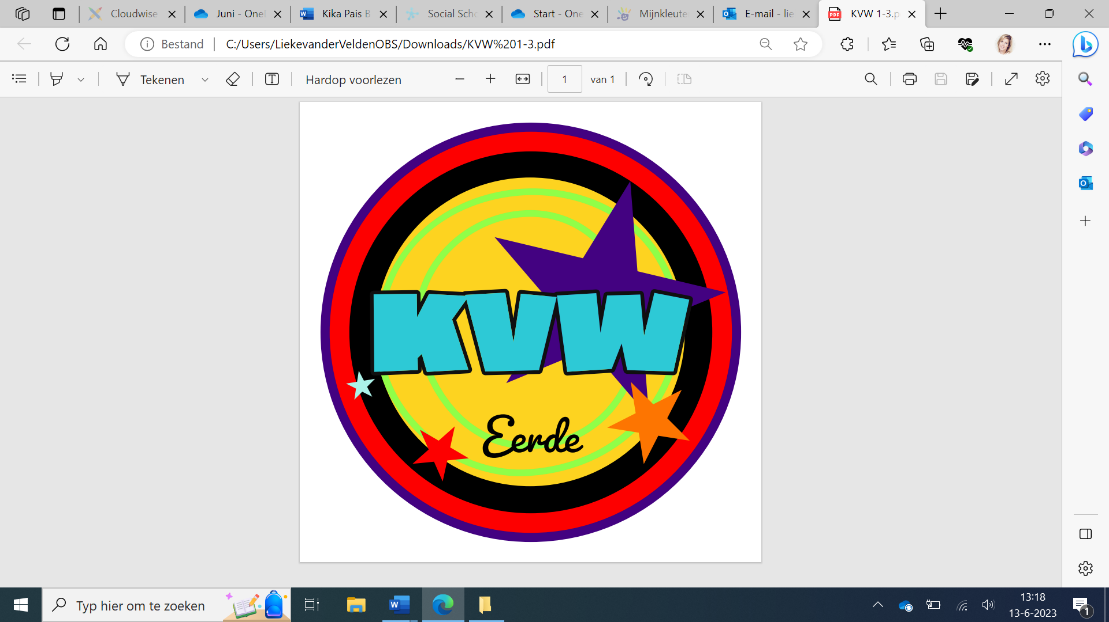 Cloudwise
Juni - One
Kika Pais B
Social Sch
Start - One
Mijnkleute
E-mail - lie
KVW 1-3.p
Bestand
C:/Users/LiekevanderVeldenOBS/Downloads/KVW%201-3.pdf
Tekenen
Hardop voorlezen
1
van 1
KVW
Eerde
Typ hier om te zoeken
13:18
13-6-2023
1